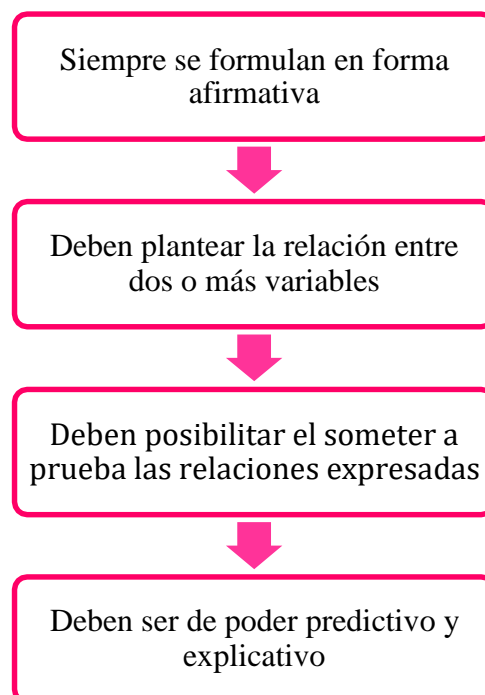 Siempre se formulan en forma
afirmativa
Deben plantear la relación entre
dos o más variables
Deben posibilitar el someter a
prueba las relaciones expresadas
Deben ser de poder predictivo y
explicativo